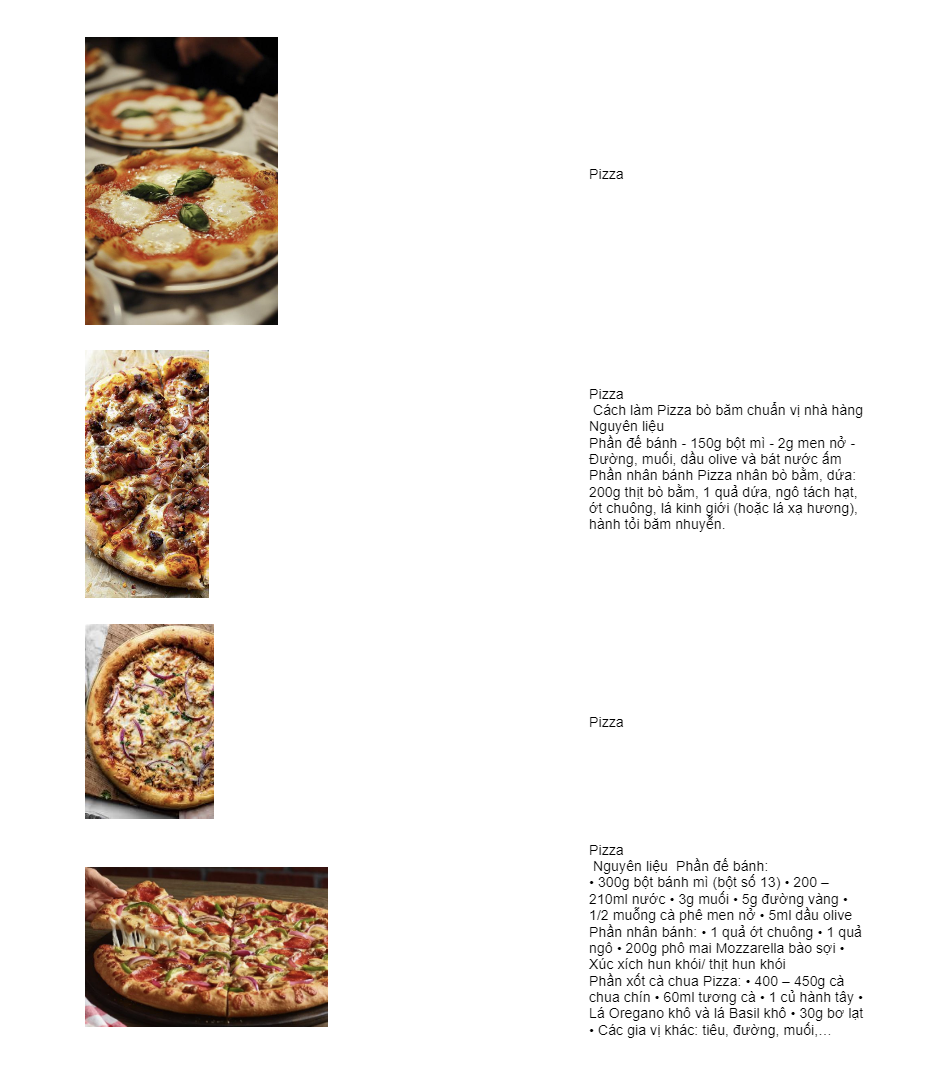 Pizza
Pizza
Cách làm Pizza bò băm chuẩn vị nhà hàng
Nguyên liệu
Phần đế bánh - 150g bột mì - 2g men nở -
Đường, muối, dầu olive và bát nước ấm
Phần nhân bánh Pizza nhân bò bằm, dứa:
200g thịt bò bằm, 1 quả dứa, ngô tách hạt,
ớt chuông, lá kinh giới (hoặc lá xạ hương),
hành tỏi băm nhuyễn.
Pizza
Pizza
Nguyên liệu  Phần đế bánh:
• 300g bột bánh mì (bột số 13) • 200 –
210ml nước • 3g muối • 5g đường vàng •
1/2 muỗng cà phê men nở • 5ml dầu olive
Phần nhân bánh: • 1 quả ớt chuông • 1 quả
ngô • 200g phô mai Mozzarella bào sợi •
Xúc xích hun khói/ thịt hun khói
Phần xốt cà chua Pizza: • 400 – 450g cà
chua chín • 60ml tương cà • 1 củ hành tây •
Lá Oregano khô và lá Basil khô • 30g bơ lạt
• Các gia vị khác: tiêu, đường, muối,…